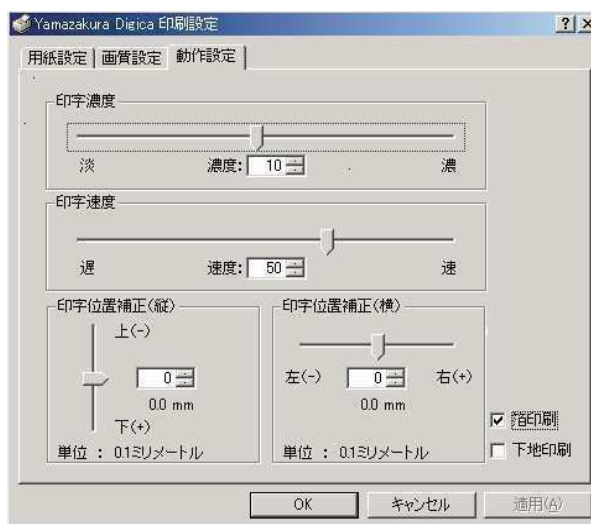 Yamazakura Digica 印刷設定
用紙設定 画質設定 動作設定
印字濃度
淡 濃度: 10 濃
印字速度
遅 速度: 50 速
印字位置補正(縦)
上(-)
0
0.0 mm
下(+)
単位 : 0.1ミリメートル
印字位置補正(横)
左(-) 0 右(+)
0.0 mm
単位 : 0.1ミリメートル
箔印刷
下地印刷
OK キャンセル 適用(A)